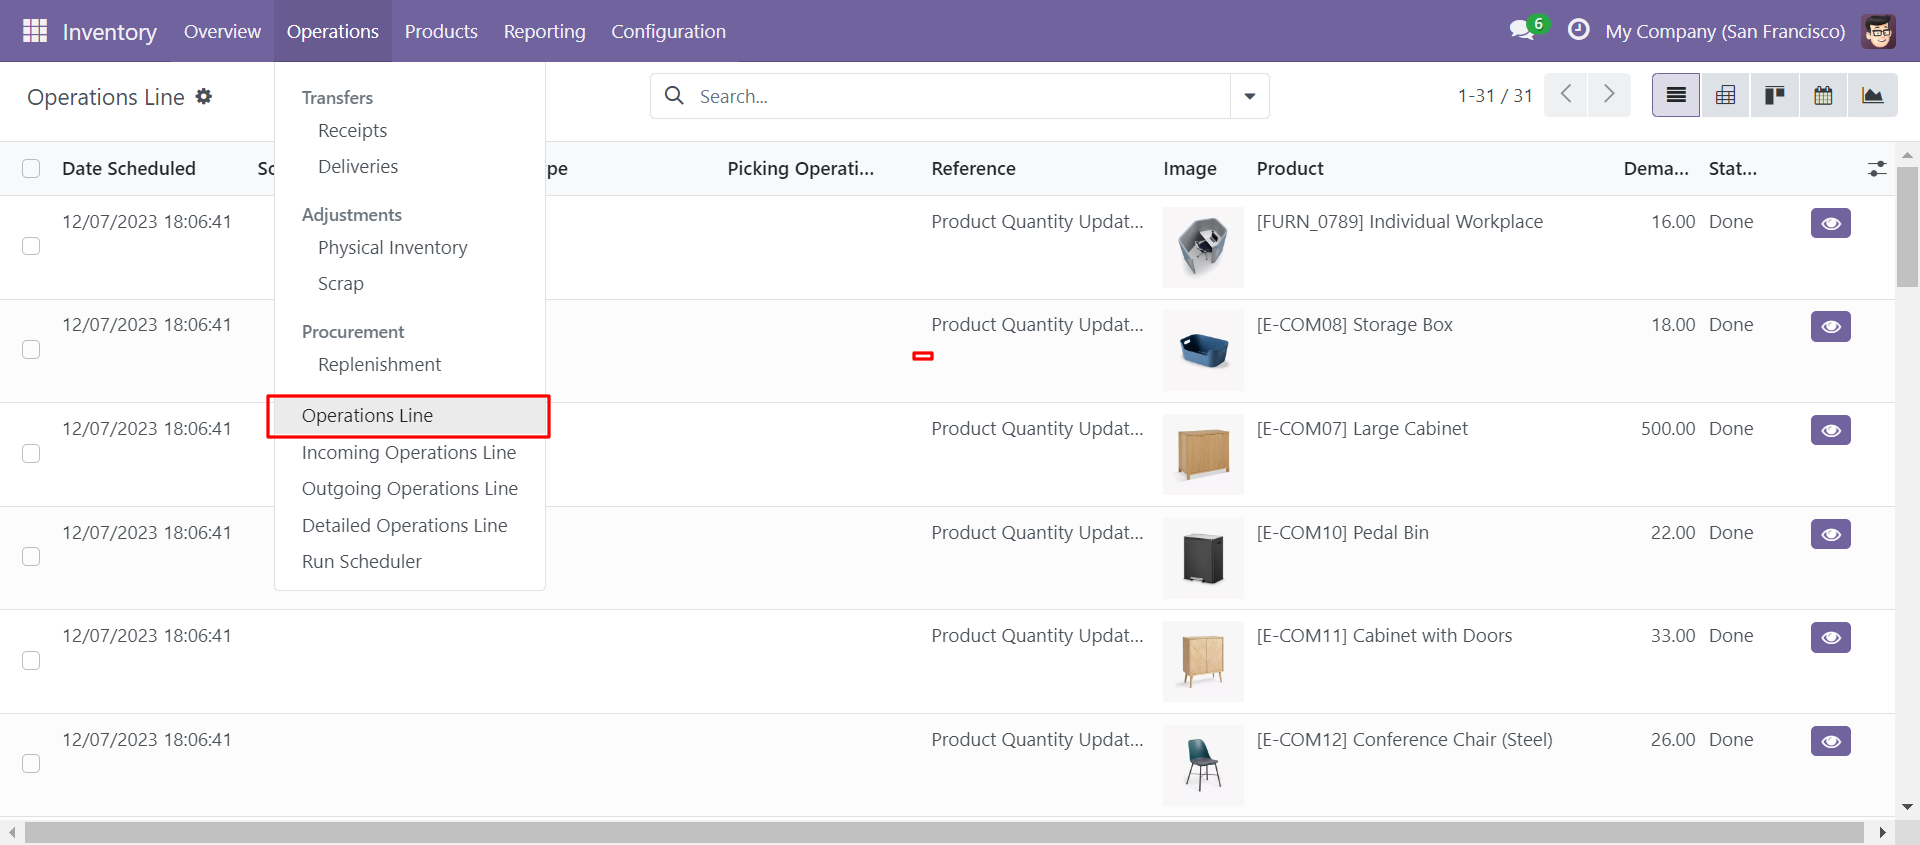 Inventory Overview Operations Products Reporting Configuration 6 My Company (San Francisco)
Operations Line Search... 1-31 / 31
Transfers
Receipts
Deliveries
Adjustments
Physical Inventory
Scrap
Procurement
Replenishment
Operations Line
Incoming Operations Line
Outgoing Operations Line
Detailed Operations Line
Run Scheduler
Date Scheduled Sc pe Picking Operati... Reference Image Product Dema... Stat...
12/07/2023 18:06:41 Product Quantity Updat... [FURN_0789] Individual Workplace 16.00 Done
12/07/2023 18:06:41 Product Quantity Updat... [E-COM08] Storage Box 18.00 Done
12/07/2023 18:06:41 Product Quantity Updat... [E-COM07] Large Cabinet 500.00 Done
12/07/2023 18:06:41 Product Quantity Updat... [E-COM10] Pedal Bin 22.00 Done
12/07/2023 18:06:41 Product Quantity Updat... [E-COM11] Cabinet with Doors 33.00 Done
12/07/2023 18:06:41 Product Quantity Updat... [E-COM12] Conference Chair (Steel) 26.00 Done